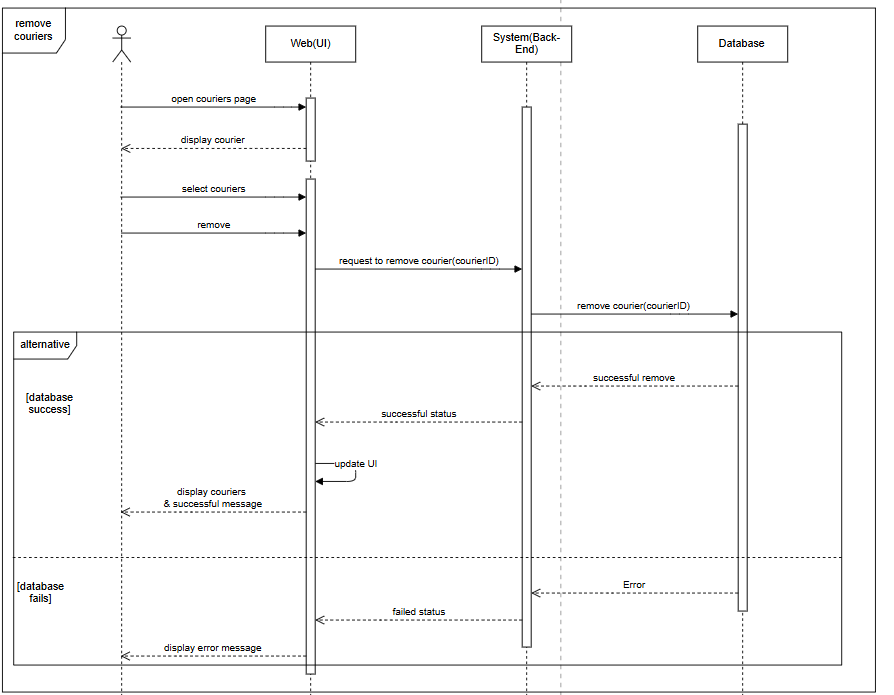 remove
couriers
Web(UI)
System(Back-
End)
Database
open couriers page
display courier
select couriers
remove
request to remove courier(courierID)
remove courier(courierID)
alternative
successful remove
[database
success]
successful status
update UI
display couriers
& successful message
[database
fails]
Error
failed status
display error message